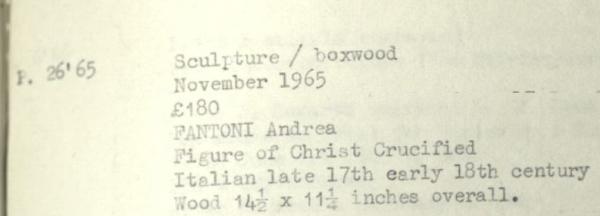 P. 26'65
Sculpture / boxwood
November 1965
£180
FANTONI Andrea
Figure of Christ Crucified
Italian late 17th early 18th century
Wood 14½ x 11¼ inches overall.